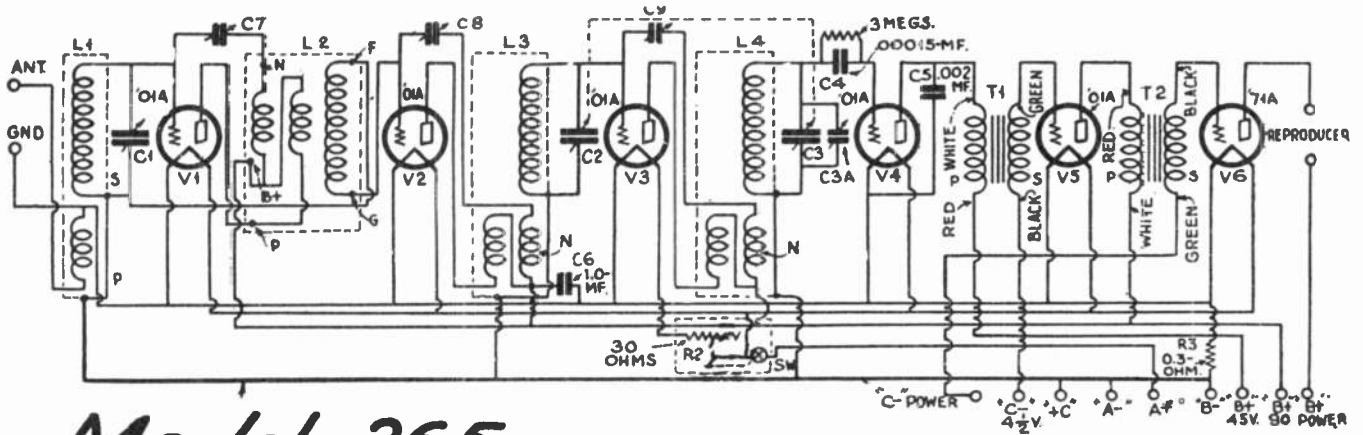 C7
C8
C9
3 MEGS.
.00015-MF.
L1
L2
L3
L4
ANT.
N
F
C4
C5 .002 MF.
'01A
'01A
'01A
'01A
'01A
'71A
T1
T2
GREEN
BLACK
WHITE
RED
GND
C1
C2
C3
C3A
REPRODUCER
V1
V2
V3
V4
V5
V6
S
B+
G
P
S
P
S
P
P
N
C6
1.0-
MF.
N
RED
BLACK
WHITE
GREEN
30
OHMS
R2
SW
R3
0.3-
OHM.
"C-" POWER
"C-"
4½V.
"+C"
"A-"
A+"
"B-"
B+
45V.
B+
90
B+
POWER
Model 265